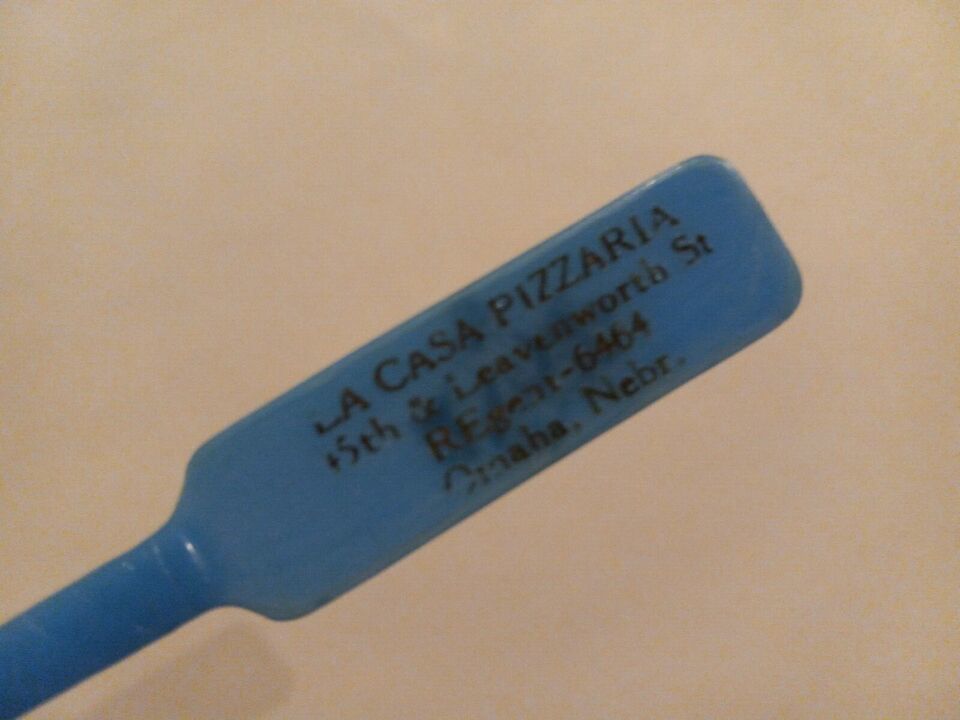 LA CASA PIZZARIA
45th & Leavenworth St
REgent-6464
Omaha, Nebr.